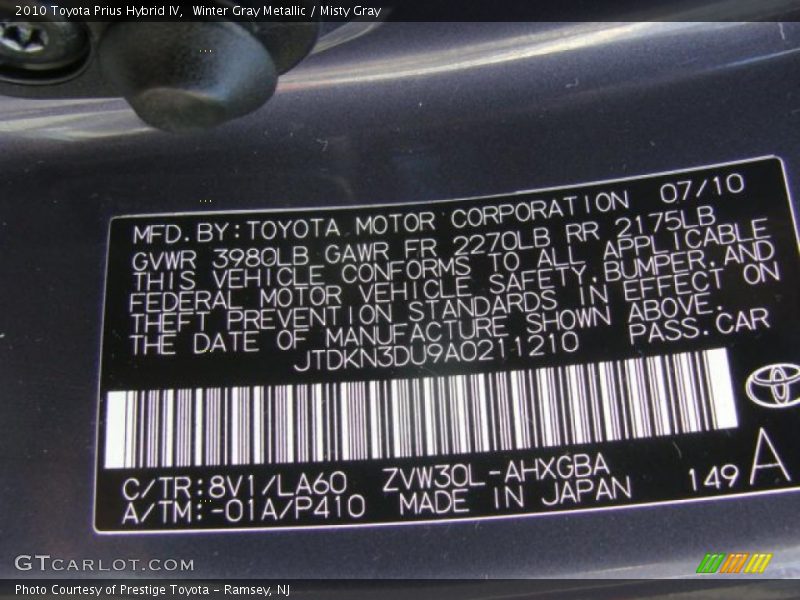 2010 Toyota Prius Hybrid IV,  Winter Gray Metallic / Misty Gray
MFD.BY:TOYOTA MOTOR CORPORATION 07/10
GVWR 3980LB GAWR FR 2270LB RR 2175LB
THIS VEHICLE CONFORMS TO ALL APPLICABLE
FEDERAL MOTOR VEHICLE SAFETY,BUMPER,AND
THEFT PREVENTION STANDARDS IN EFFECT ON
THE DATE OF MANUFACTURE SHOWN ABOVE.
JTDKN3DU9A0211210 PASS.CAR
C/TR:8V1/LA60 ZVW30L-AHXGBA 149 A
A/TM:-01A/P410 MADE IN JAPAN
GTCARLOT.COM
Photo Courtesy of Prestige Toyota - Ramsey, NJ